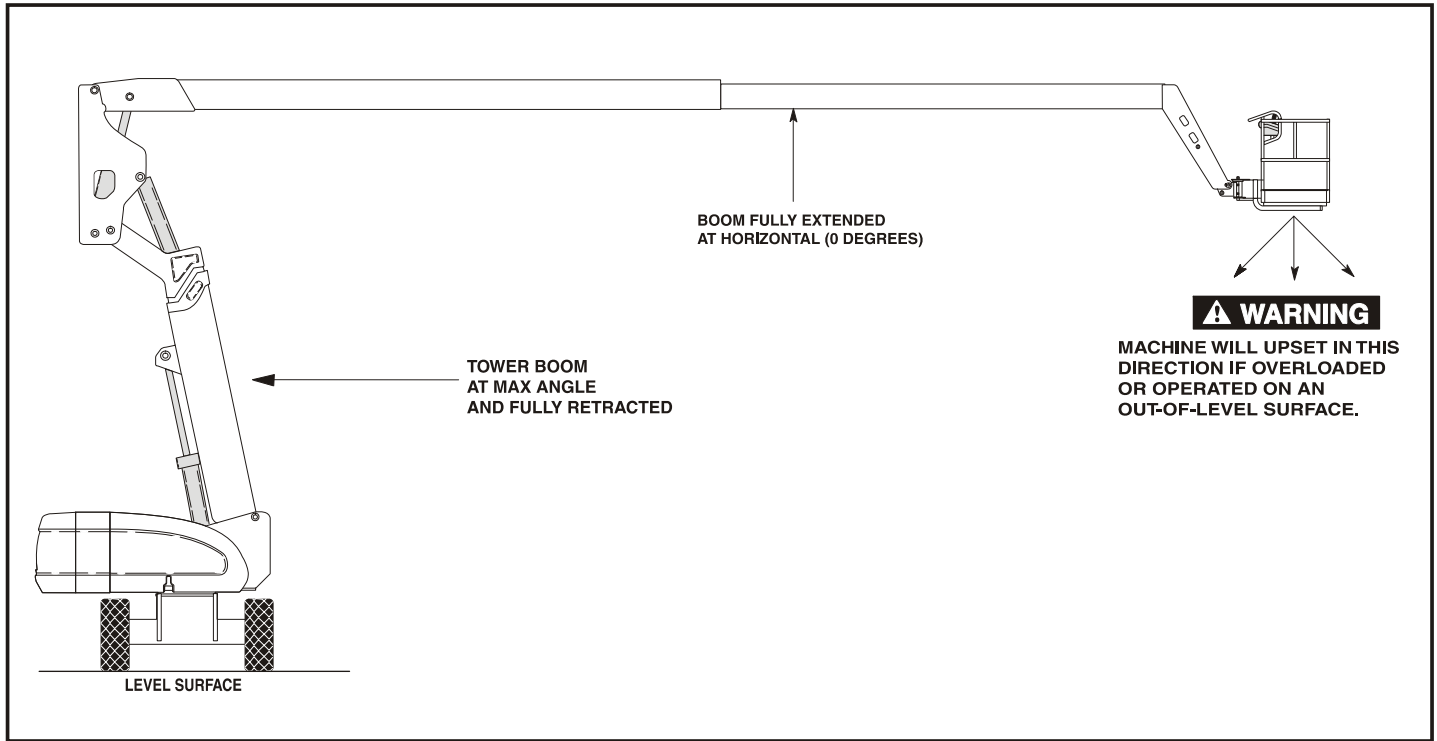 BOOM FULLY EXTENDED
AT HORIZONTAL (0 DEGREES)
WARNING
MACHINE WILL UPSET IN THIS
DIRECTION IF OVERLOADED
OR OPERATED ON AN
OUT-OF-LEVEL SURFACE.
TOWER BOOM
AT MAX ANGLE
AND FULLY RETRACTED
LEVEL SURFACE